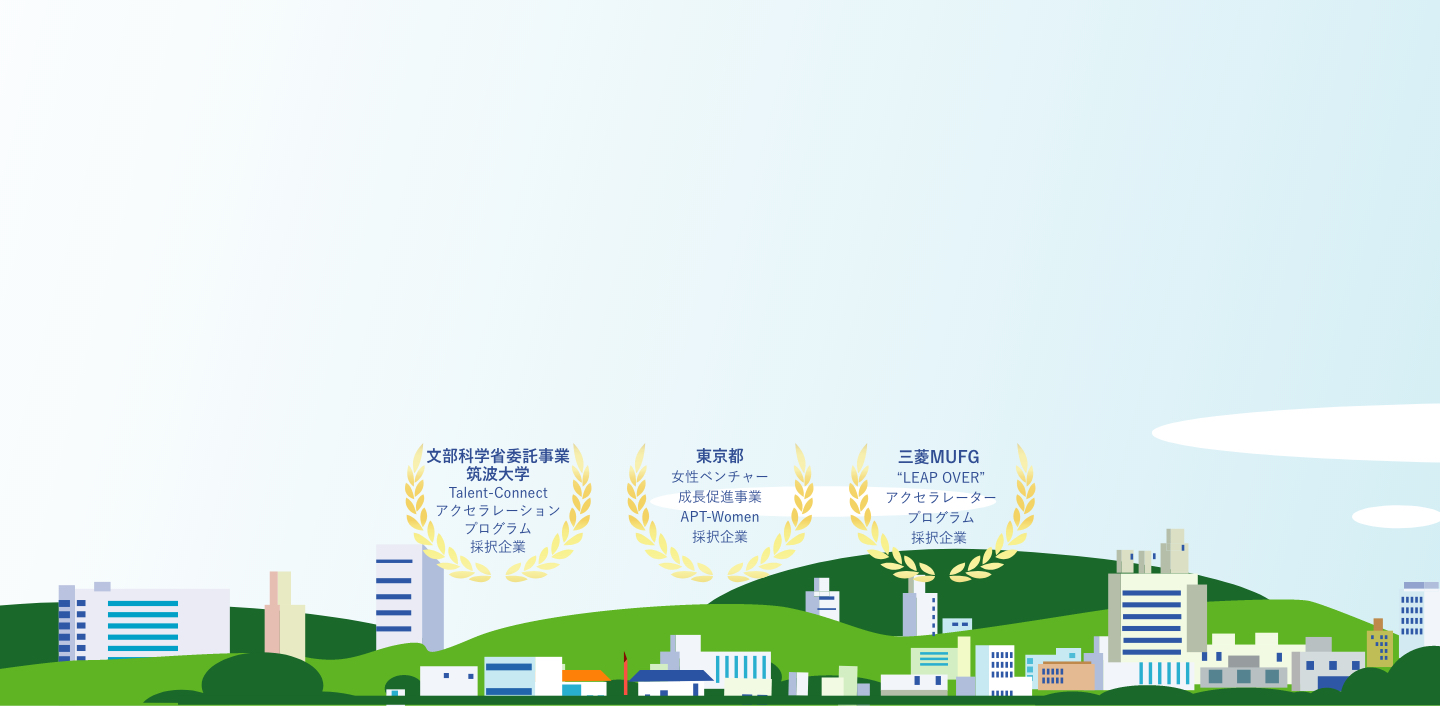 文部科学省委託事業
筑波大学
Talent-Connect
アクセラレーション
プログラム
採択企業
東京都
女性ベンチャー
成長促進事業
APT-Women
採択企業
三菱MUFG
“LEAP OVER”
アクセラレーター
プログラム
採択企業